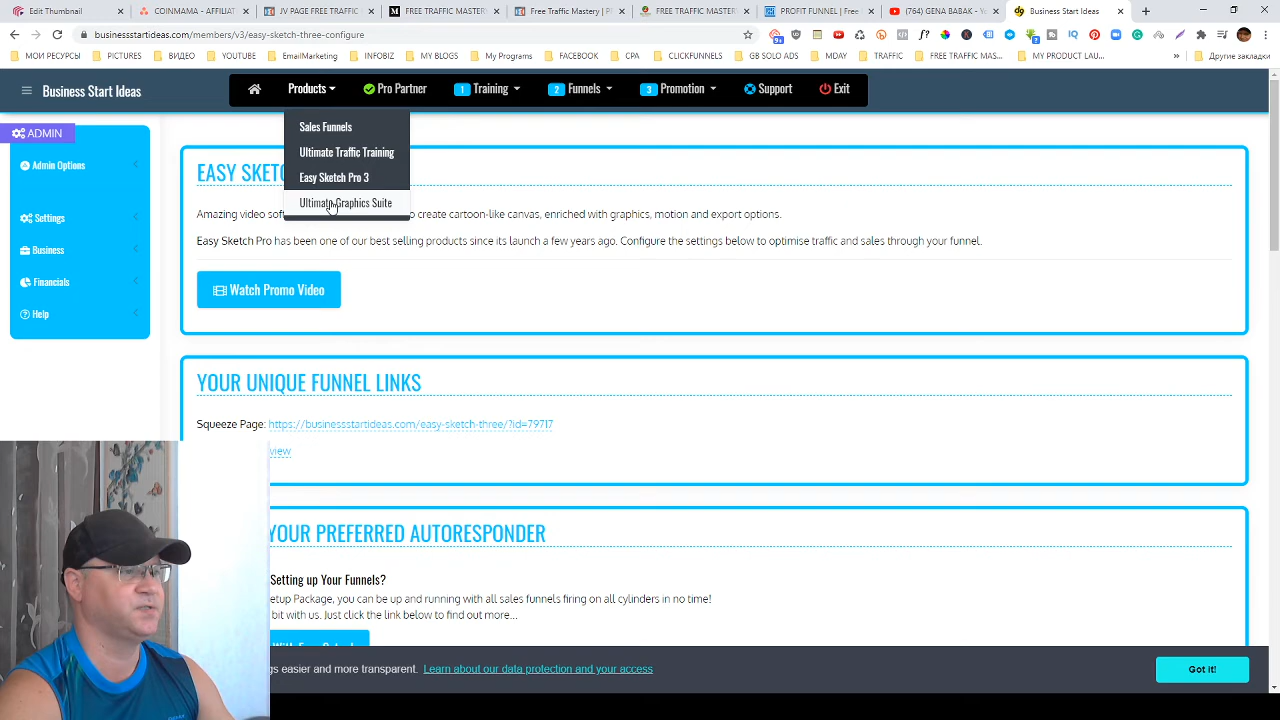 Edit Thumbnail
COINMAMA - AFFILIAT
JV PAGE FREE TRAFFIC
FREE TRAFFIC MASTER
Free Traffic Mastery | P
FREE TRAFFIC MASTER
PROFIT FUNNEL | Free
(764) GENA BABAK - Yo
Business Start Ideas
businessstartideas.com/members/v3/easy-sketch-three-configure
МОИ РЕСУРСЫ
PICTURES
ВИДЕО
YOUTUBE
EmailMarketing
INFOBIZ
MY BLOGS
My Programs
FACEBOOK
CPA
CLICKFUNNELS
MDAY
TRAFFIC
FREE TRAFFIC MAS
MY PRODUCT LAU
»
Другие закладки
Business Start Ideas
Products
Pro Partner
1 Training
2 Funnels
3 Promotion
Support
Exit
ADMIN
Admin Options
Settings
Business
Financials
Help
Sales Funnels
Ultimate Traffic Training
Easy Sketch Pro 3
Ultimate Graphics Suite
EASY SKETC
Amazing video soft
o create cartoon-like canvas, enriched with graphics, motion and export options.
Easy Sketch Pro has been one of our best selling products since its launch a few years ago. Configure the settings below to optimise traffic and sales through your funnel.
Watch Promo Video
YOUR UNIQUE FUNNEL LINKS
Squeeze Page: https://businessstartideas.com/easy-sketch-three/?id=79717
view
YOUR PREFERRED AUTORESPONDER
Setting up Your Funnels?
etup Package, you can be up and running with all sales funnels firing on all cylinders in no time!
bit with us. Just click the link below to find out more...
gs easier and more transparent. Learn about our data protection and your access
Got It!